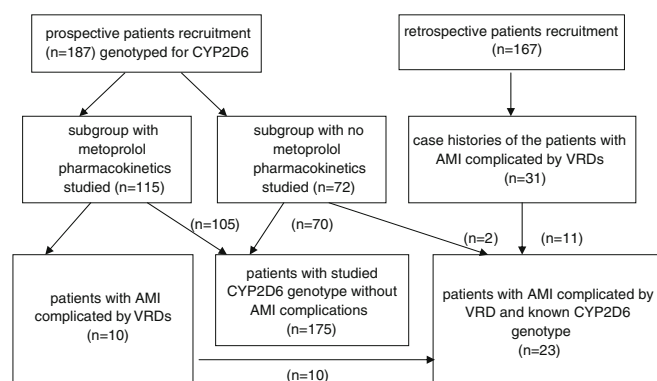 prospective patients recruitment
(n=187) genotyped for CYP2D6
retrospective patients recruitment
(n=167)
subgroup with
metoprolol
pharmacokinetics
studied (n=115)
subgroup with no
metoprolol
pharmacokinetics
studied (n=72)
case histories of the patients with
AMI complicated by VRDs
(n=31)
(n=105)
(n=70)
(n=2)
(n=11)
patients with AMI
complicated by VRDs
(n=10)
patients with studied
CYP2D6 genotype without
AMI complications
(n=175)
patients with AMI complicated by
VRD and known CYP2D6
genotype
(n=23)
(n=10)